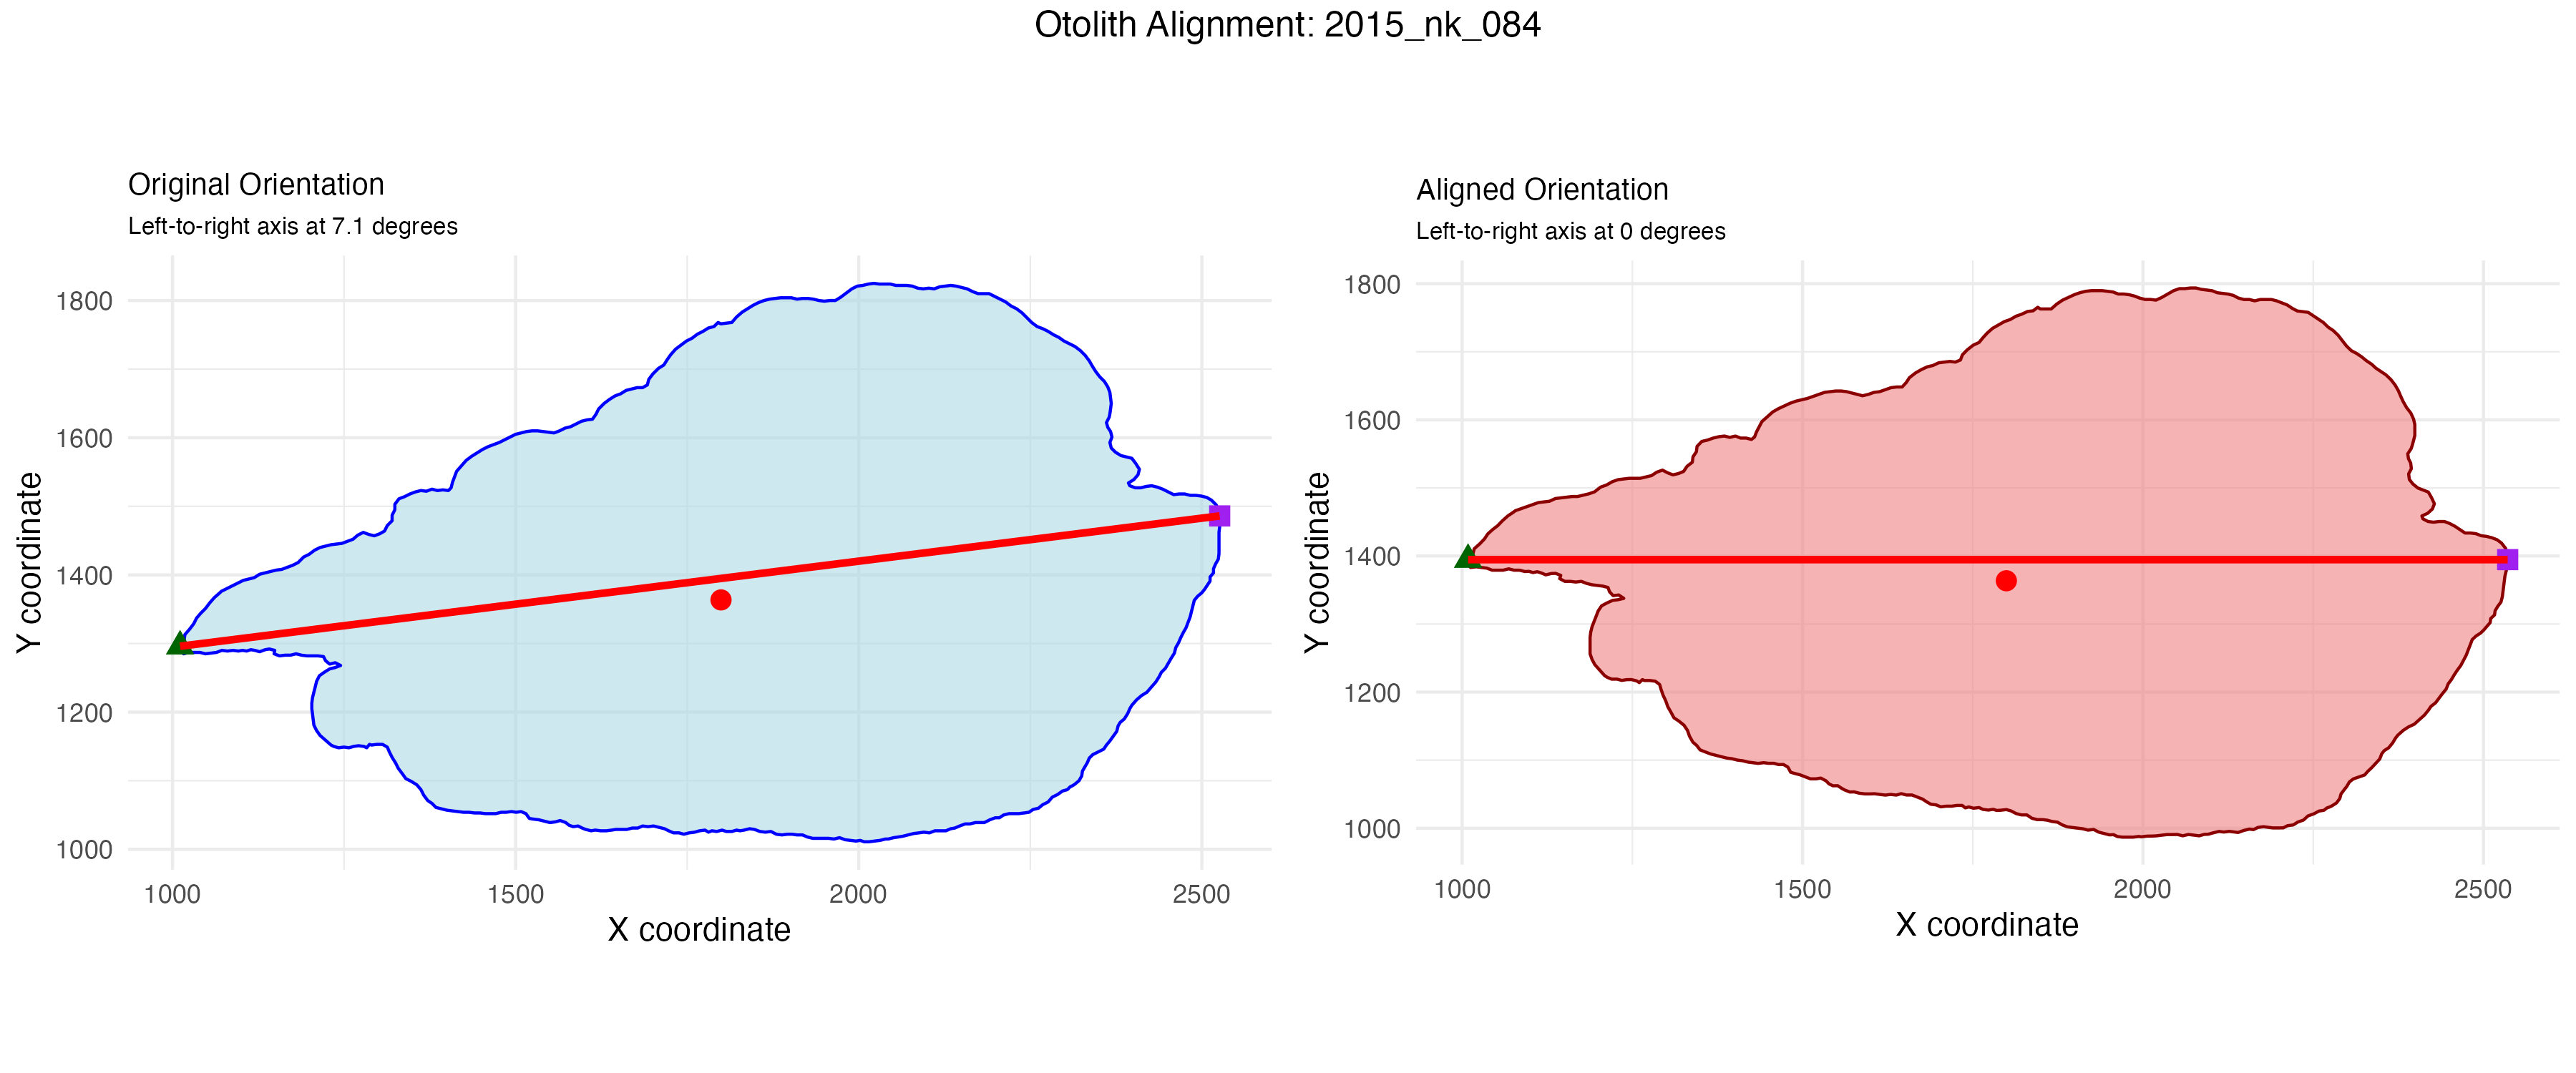 Otolith Alignment: 2015_nk_084
Original Orientation
Left-to-right axis at 7.1 degrees
1800
1600
1400
1200
1000
Y coordinate
1000 1500 2000 2500
X coordinate
Aligned Orientation
Left-to-right axis at 0 degrees
1800
1600
1400
1200
1000
Y coordinate
1000 1500 2000 2500
X coordinate